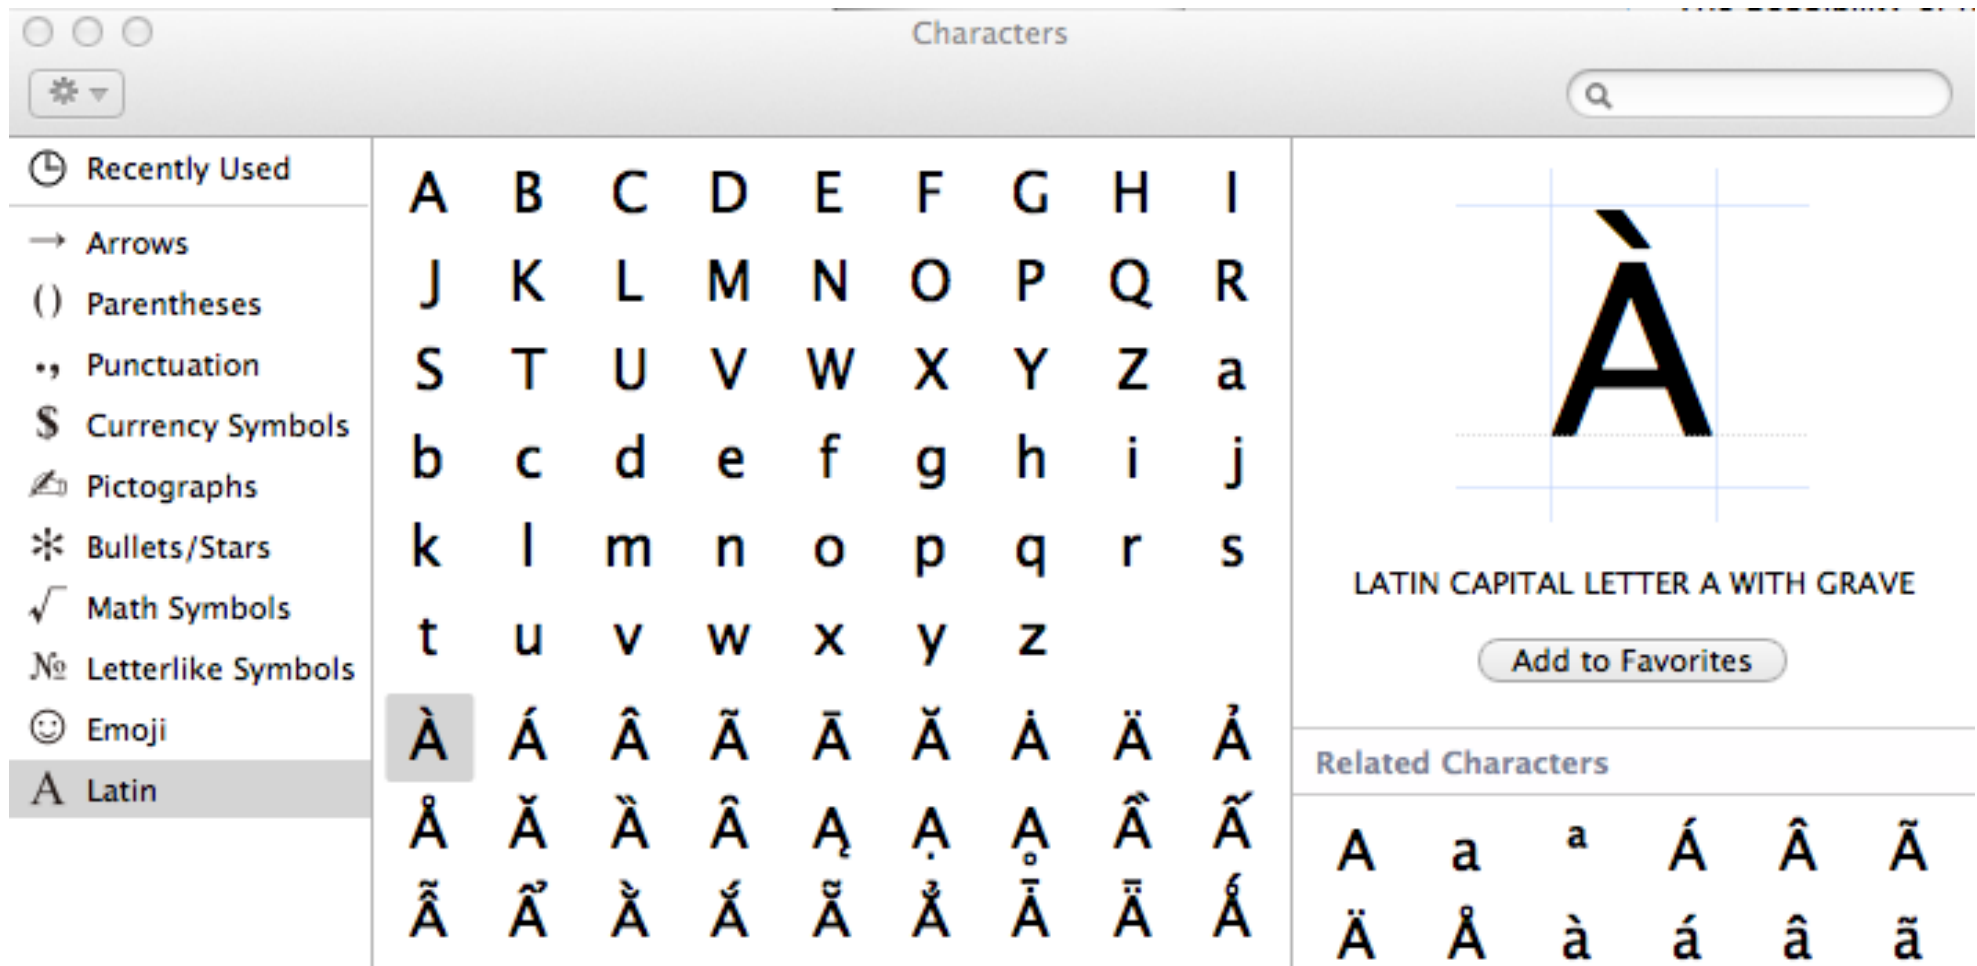 Characters
Recently Used
Arrows
Parentheses
Punctuation
Currency Symbols
Pictographs
Bullets/Stars
Math Symbols
Letterlike Symbols
Emoji
Latin
A B C D E F G H I
J K L M N O P Q R
S T U V W X Y Z a
b c d e f g h i j
k l m n o p q r s
t u v w x y z
À Á Â Ã Ā Ă Ȧ Ä Ả
Å Ǎ Ȁ Ȃ Ą Ạ Ḁ Ầ Ấ
Ẫ Ẩ Ằ Ắ Ẵ Ẳ Ǡ Ǟ Ǻ
LATIN CAPITAL LETTER A WITH GRAVE
Add to Favorites
Related Characters
A a ª Á Â Ã
Ä Å à á â ã